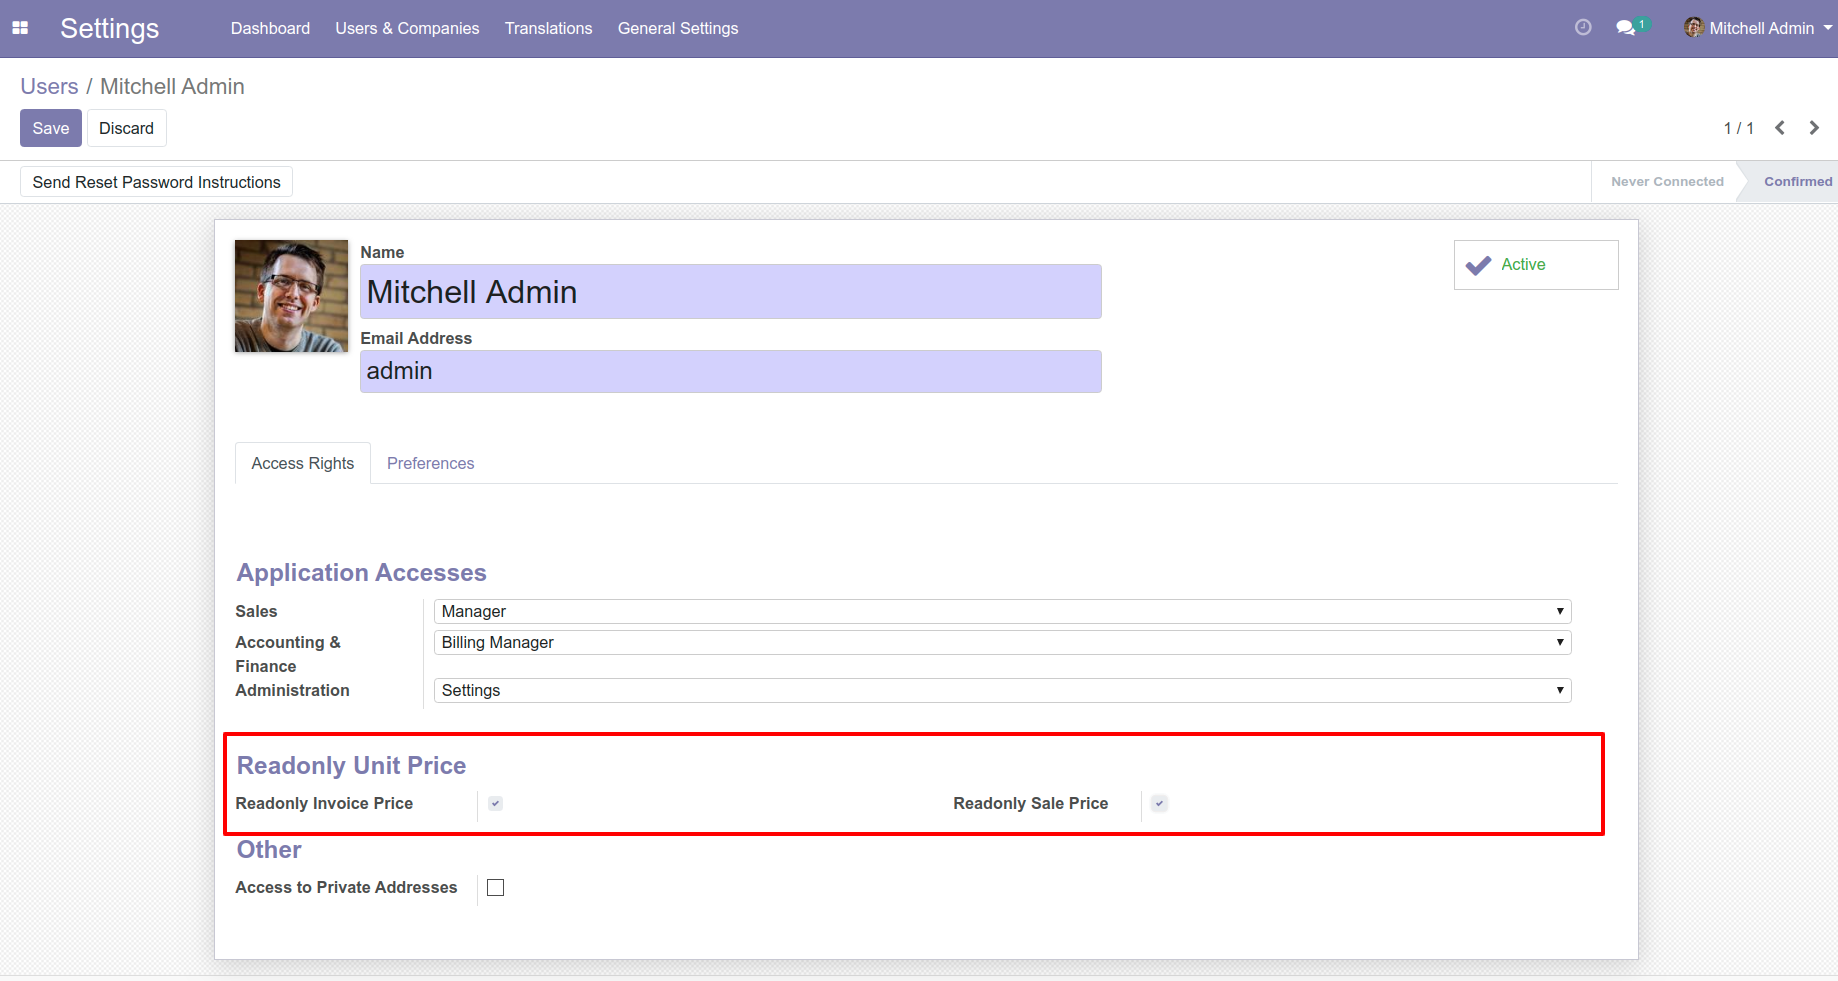 Settings
Dashboard
Users & Companies
Translations
General Settings
1
Mitchell Admin
Users / Mitchell Admin
Save
Discard
1 / 1
Send Reset Password Instructions
Never Connected
Confirmed
Name
Mitchell Admin
Active
Email Address
admin
Access Rights
Preferences
Application Accesses
Sales
Manager
Accounting &
Finance
Billing Manager
Administration
Settings
Readonly Unit Price
Readonly Invoice Price
Readonly Sale Price
Other
Access to Private Addresses